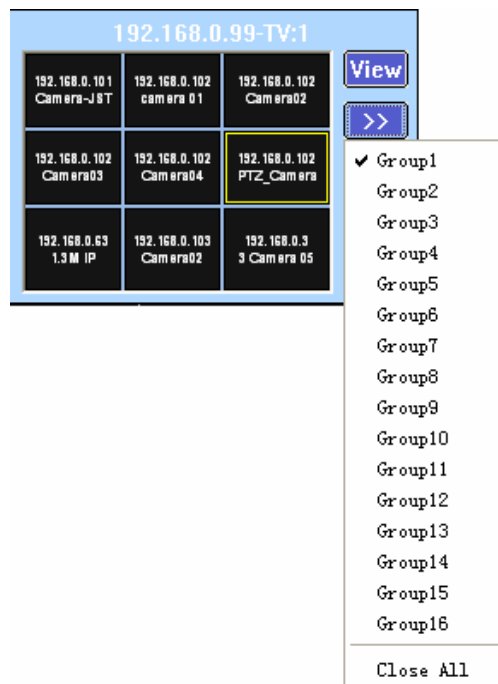 192.168.0.99-TV:1
192.168.0.101
Camera-JST
192.168.0.102
camera 01
192.168.0.102
Camera02
View
>>
192.168.0.102
Camera03
192.168.0.102
Camera04
192.168.0.102
PTZ_Camera
192.168.0.63
1.3M IP
192.168.0.103
Camera02
192.168.0.3
3 Camera 05
✔ Group1
Group2
Group3
Group4
Group5
Group6
Group7
Group8
Group9
Group10
Group11
Group12
Group13
Group14
Group15
Group16
Close All